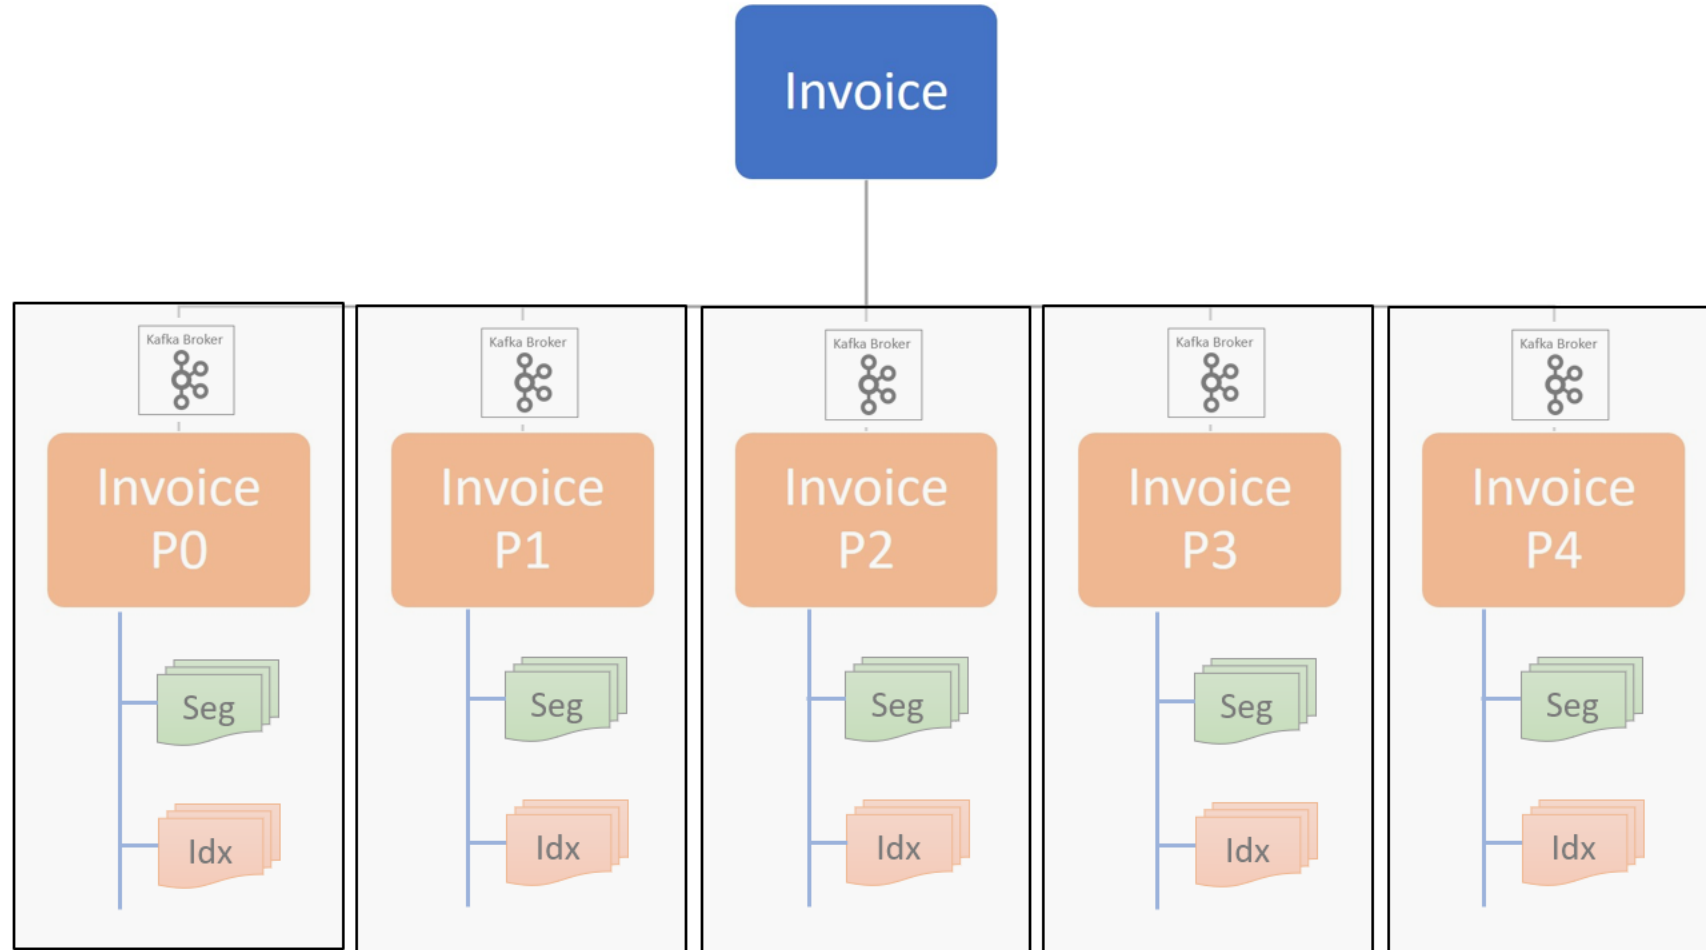 Invoice
Kafka Broker
Kafka Broker
Kafka Broker
Kafka Broker
Kafka Broker
Invoice
P0
Invoice
P1
Invoice
P2
Invoice
P3
Invoice
P4
Seg
Seg
Seg
Seg
Seg
Idx
Idx
Idx
Idx
Idx